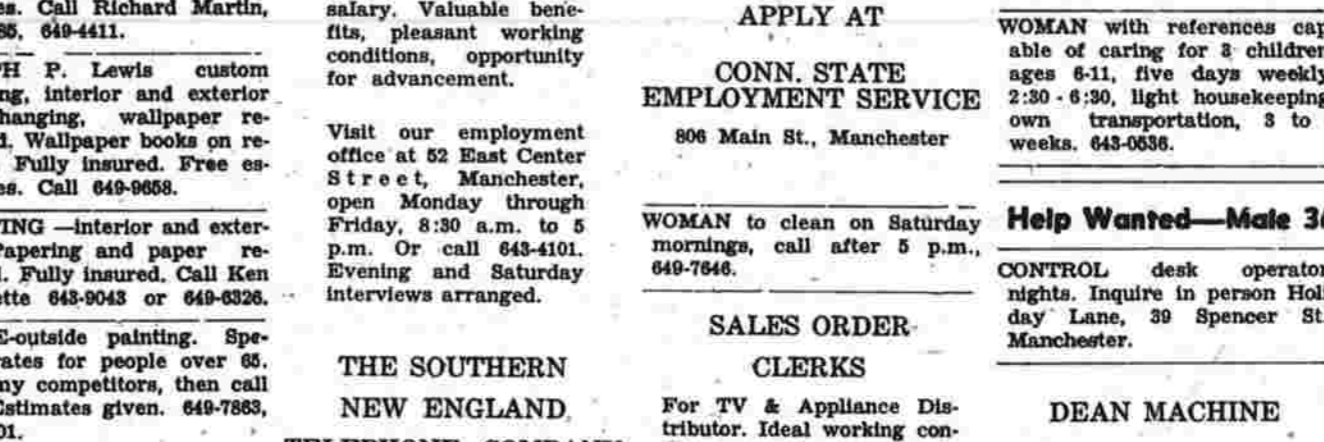 es. Call Richard Martin,
649-4411.
P. Lewis custom
interior and exterior
hanging, wallpaper re-
Wallpaper books on re-
Fully insured. Free es-
Call 649-9658.
ING —interior and exter-
apering and paper re-
Fully insured. Call Ken
ette 643-9043 or 649-6326.
E-outside painting. Spe-
rates for people over 65.
my competitors, then call
Estimates given. 649-7863,
01.
salary. Valuable bene-
fits, pleasant working
conditions, opportunity
for advancement.
Visit our employment
office at 52 East Center
Street, Manchester,
open Monday through
Friday, 8:30 a.m. to 5
p.m. Or call 643-4101.
Evening and Saturday
interviews arranged.
THE SOUTHERN
NEW ENGLAND
TELEPHONE COMPANY
APPLY AT
CONN. STATE
EMPLOYMENT SERVICE
806 Main St., Manchester
WOMAN to clean on Saturday
mornings, call after 5 p.m.,
649-7646.
SALES ORDER
CLERKS
For TV & Appliance Dis-
tributor. Ideal working con-
WOMAN with references cap
able of caring for 3 children
ages 6-11, five days weekly
2:30 - 6:30, light housekeeping
own transportation, 3 to
weeks. 643-0536.
Help Wanted—Male 36
CONTROL desk operator
nights. Inquire in person Holi
day Lane, 39 Spencer St.
Manchester.
DEAN MACHINE